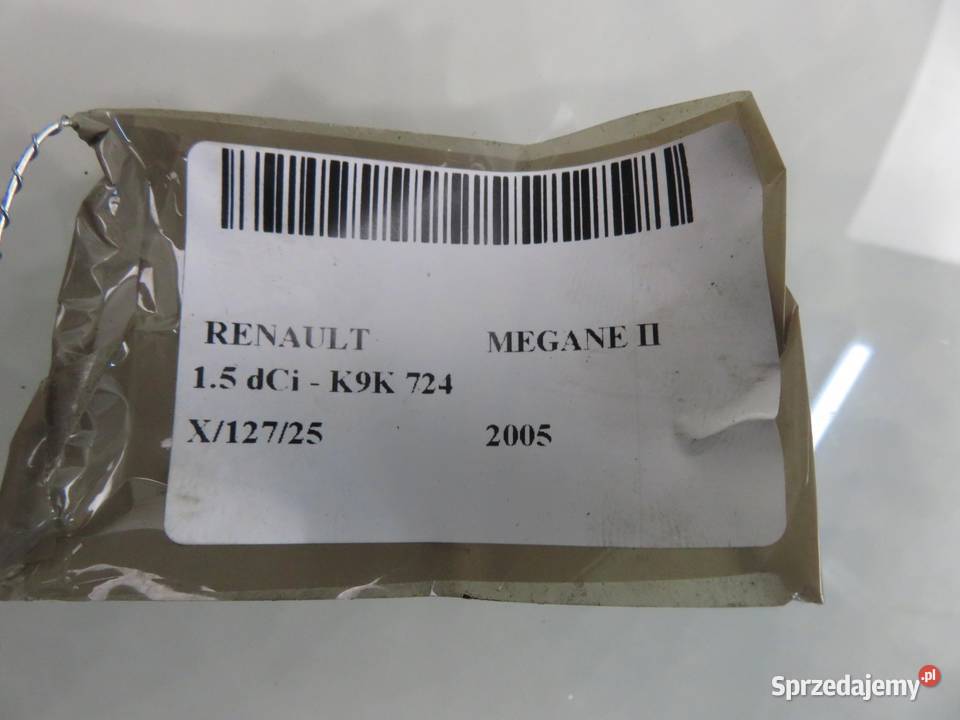 RENAULT MEGANE II
1.5 dCi - K9K 724
X/127/25 2005
Sprzedajemy.pl